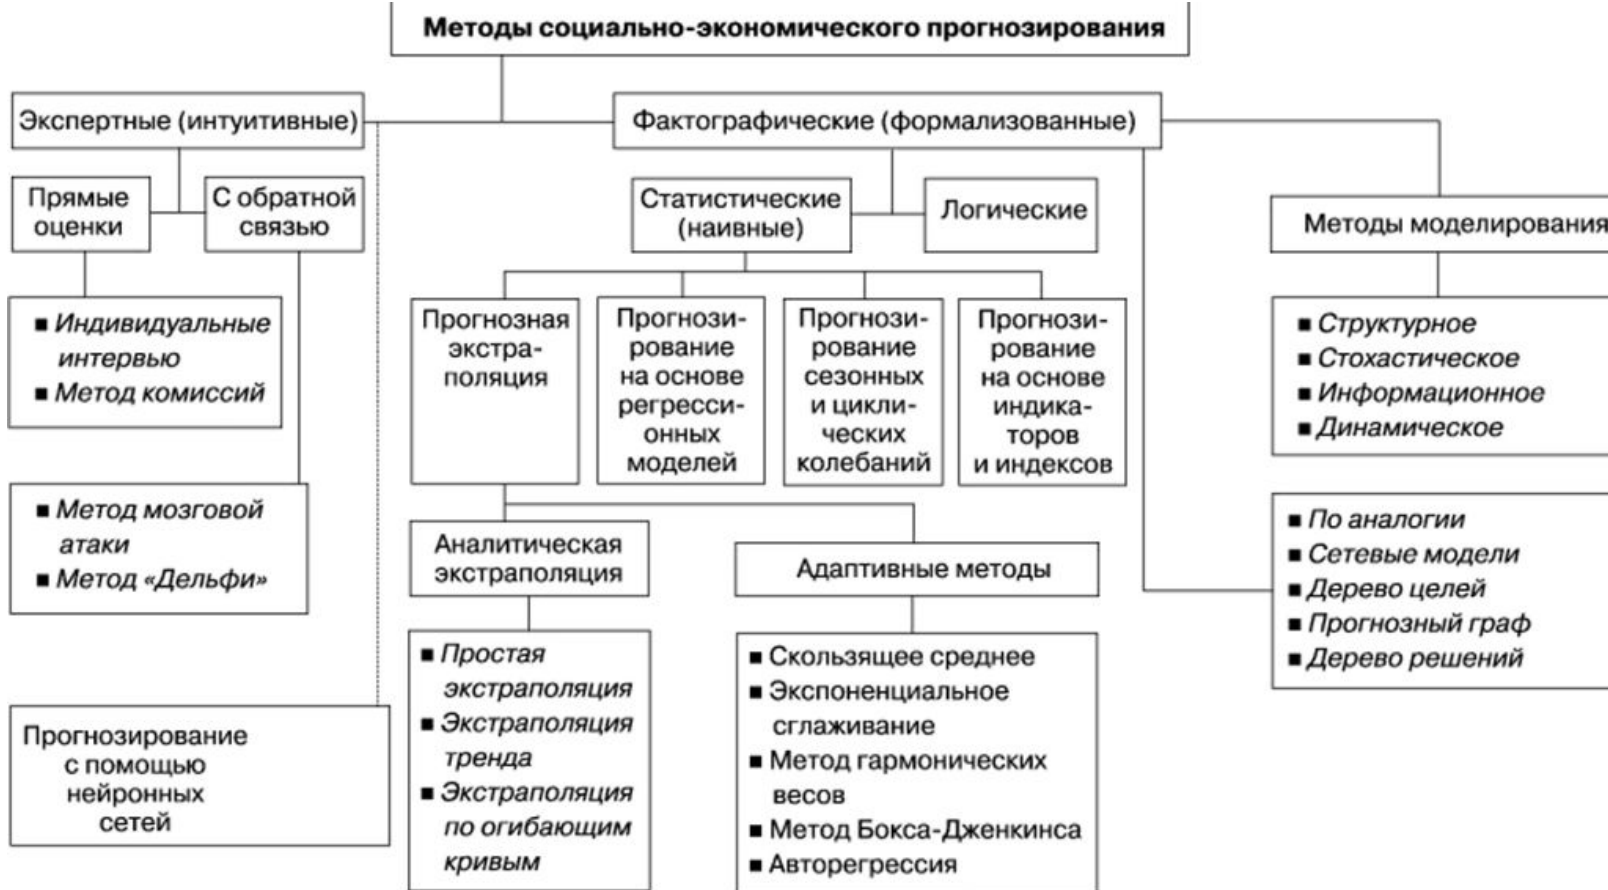 Методы социально-экономического прогнозирования
Экспертные (интуитивные)
Фактографические (формализованные)
Прямые
оценки
С обратной
связью
Статистические
(наивные)
Логические
Методы моделирования
■ Индивидуальные
интервью
■ Метод комиссий
Прогнозная
экстра-
поляция
Прогнози-
рование
на основе
регресси-
онных
моделей
Прогнози-
рование
сезонных
и цикли-
ческих
колебаний
Прогнози-
рование
на основе
индика-
торов
и индексов
■ Структурное
■ Стохастическое
■ Информационное
■ Динамическое
■ Метод мозговой
атаки
■ Метод «Дельфи»
Аналитическая
экстраполяция
Адаптивные методы
■ По аналогии
■ Сетевые модели
■ Дерево целей
■ Прогнозный граф
■ Дерево решений
Прогнозирование
с помощью
нейронных
сетей
■ Простая
экстраполяция
■ Экстраполяция
тренда
■ Экстраполяция
по огибающим
кривым
■ Скользящее среднее
■ Экспоненциальное
сглаживание
■ Метод гармонических
весов
■ Метод Бокса-Дженкинса
■ Авторегрессия